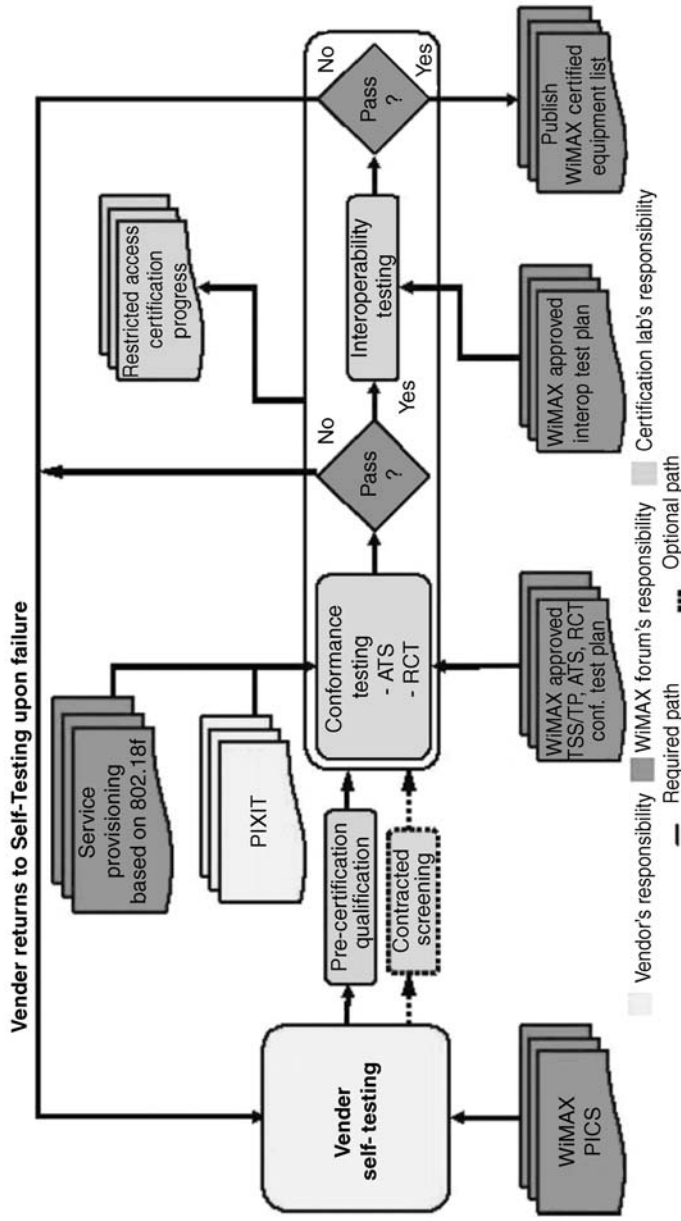 Vender returns to Self-Testing upon failure
Service
provisioning
based on 802.18f
PIXIT
Restricted access
certification
progress
Vender
self- testing
Pre-certification
qualification
Contracted
screening
Conformance
testing
- ATS
- RCT
Pass
?
No
Yes
Interoperability
testing
Pass
?
No
Yes
WiMAX
PICS
WiMAX approved
TSS/TP, ATS, RCT
conf. test plan
WiMAX approved
interop test plan
Publish
WiMAX certified
equipment list
Vendor's responsibility
WiMAX forum's responsibility
Certification lab's responsibility
Required path
Optional path